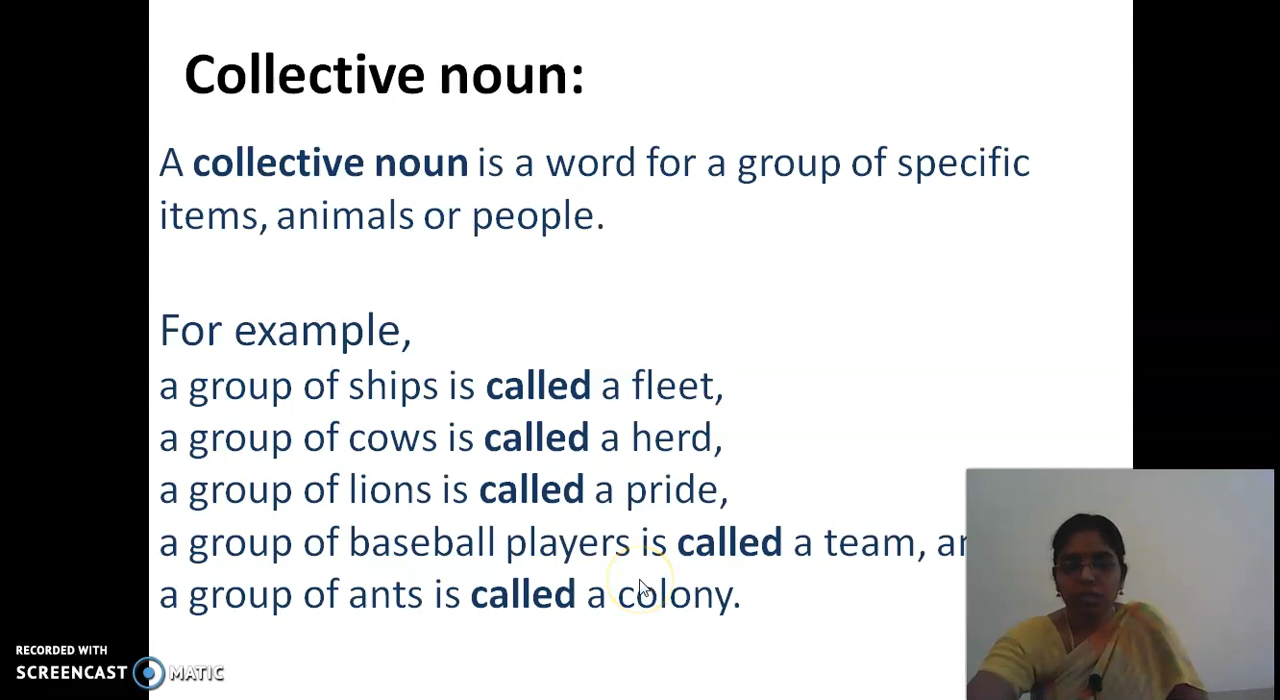 Collective noun:
A collective noun is a word for a group of specific
items, animals or people.
For example,
a group of ships is called a fleet,
a group of cows is called a herd,
a group of lions is called a pride,
a group of baseball players is called a team,
a group of ants is called a colony.
RECORDED WITH
SCREENCAST MATIC